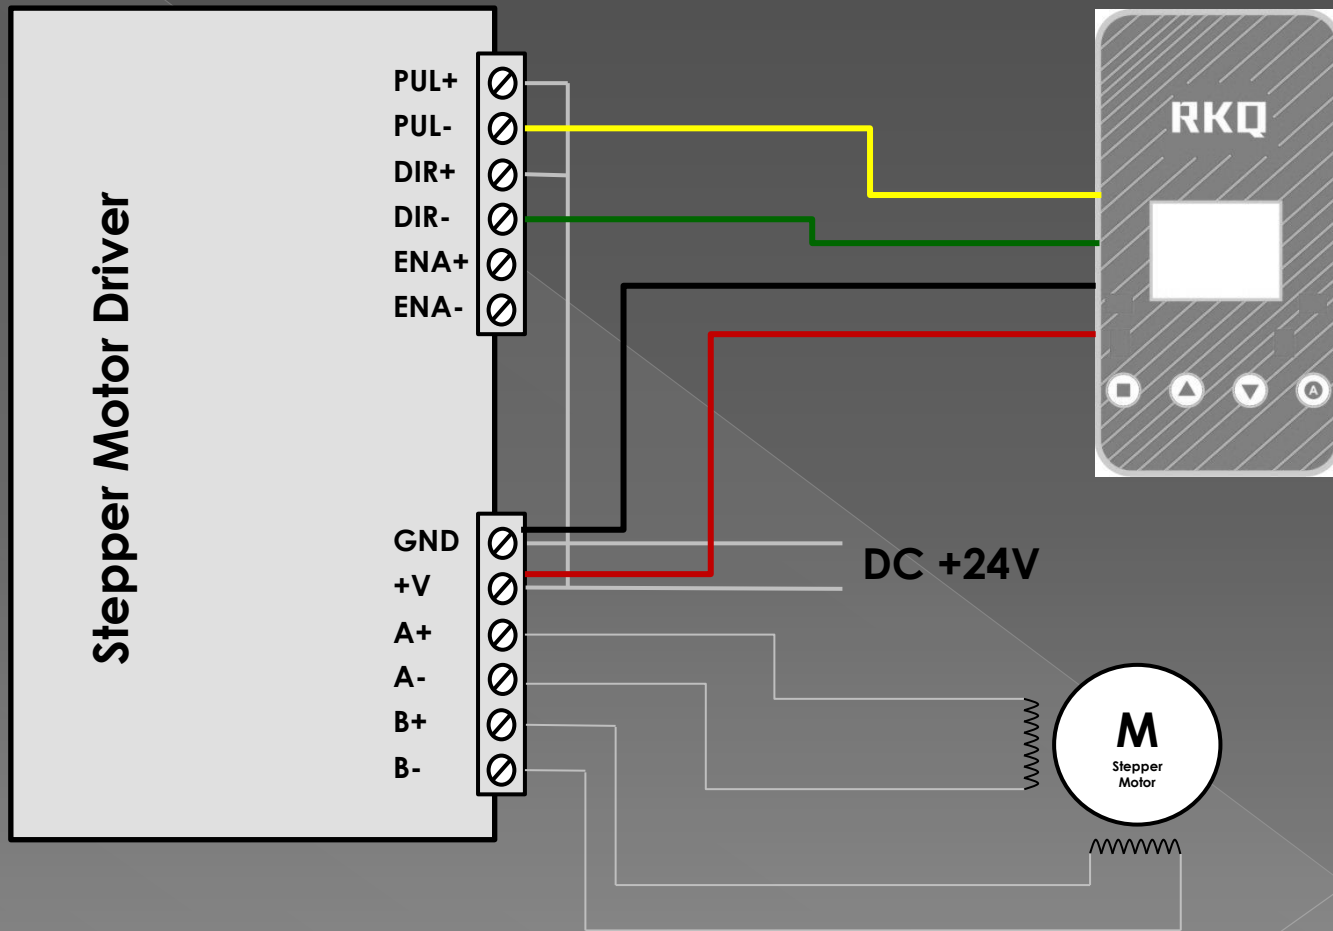 PUL+
PUL-
DIR+
DIR-
ENA+
ENA-
Stepper Motor Driver
GND
+V
A+
A-
B+
B-
RKQ
A
DC +24V
M
Stepper
Motor